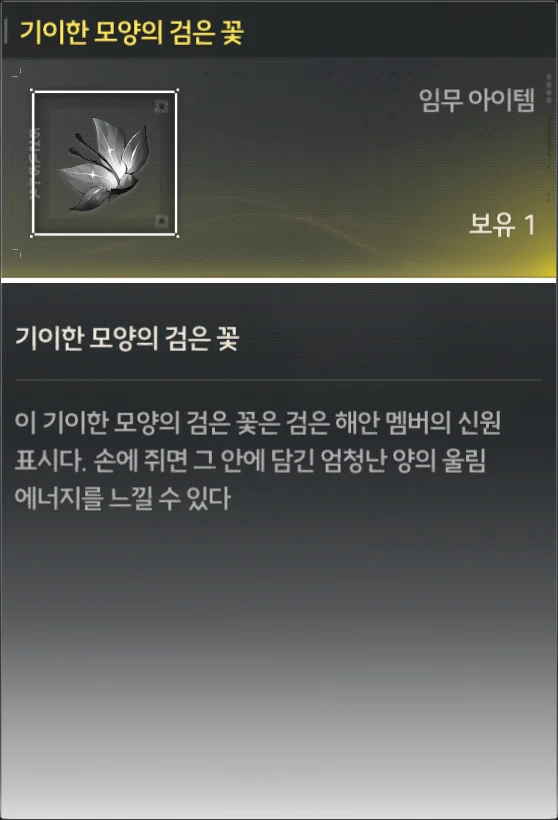 기이한 모양의 검은 꽃
임무 아이템
보유 1
기이한 모양의 검은 꽃
이 기이한 모양의 검은 꽃은 검은 해안 멤버의 신원
표시다. 손에 쥐면 그 안에 담긴 엄청난 양의 울림
에너지를 느낄 수 있다